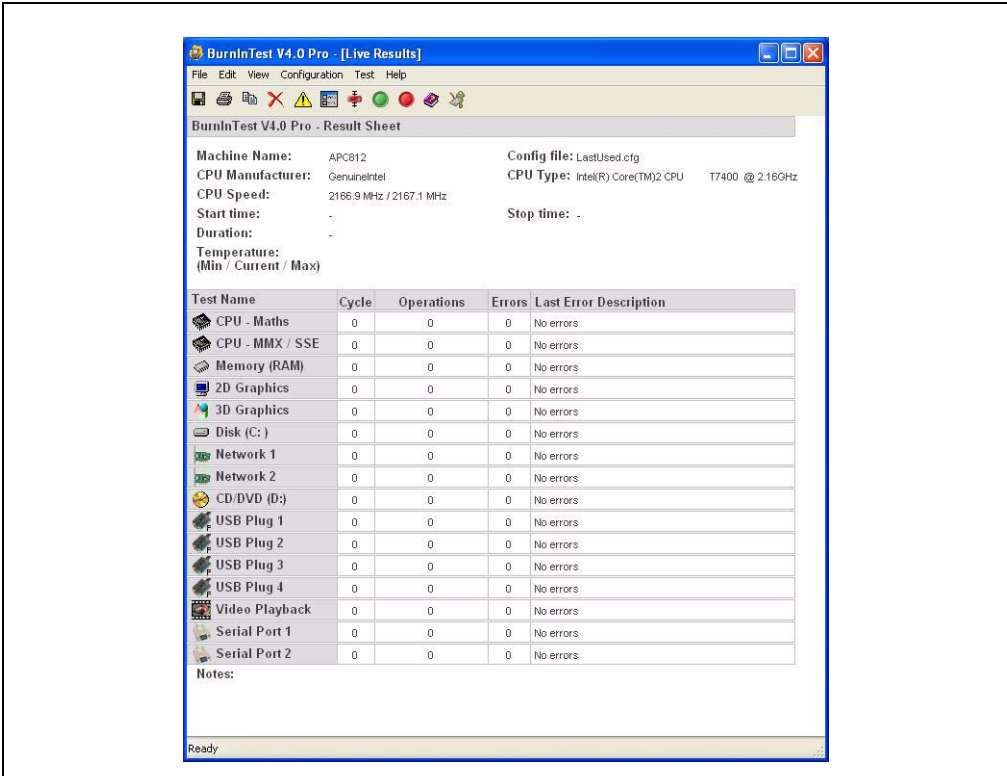 BurnInTest V4.0 Pro - [Live Results]
File Edit View Configuration Test Help
BurnInTest V4.0 Pro - Result Sheet
Machine Name: APC812 Config file: LastUsed.cfg
CPU Manufacturer: GenuineIntel CPU Type: Intel(R) Core(TM)2 CPU T7400 @ 2.16GHz
CPU Speed: 2166.9 MHz / 2167.1 MHz
Start time: - Stop time: -
Duration: -
Temperature:
(Min / Current / Max)
Test Name Cycle Operations Errors Last Error Description
CPU - Maths 0 0 0 No errors
CPU - MMX / SSE 0 0 0 No errors
Memory (RAM) 0 0 0 No errors
2D Graphics 0 0 0 No errors
3D Graphics 0 0 0 No errors
Disk (C: ) 0 0 0 No errors
Network 1 0 0 0 No errors
Network 2 0 0 0 No errors
CD/DVD (D:) 0 0 0 No errors
USB Plug 1 0 0 0 No errors
USB Plug 2 0 0 0 No errors
USB Plug 3 0 0 0 No errors
USB Plug 4 0 0 0 No errors
Video Playback 0 0 0 No errors
Serial Port 1 0 0 0 No errors
Serial Port 2 0 0 0 No errors
Notes:
Ready